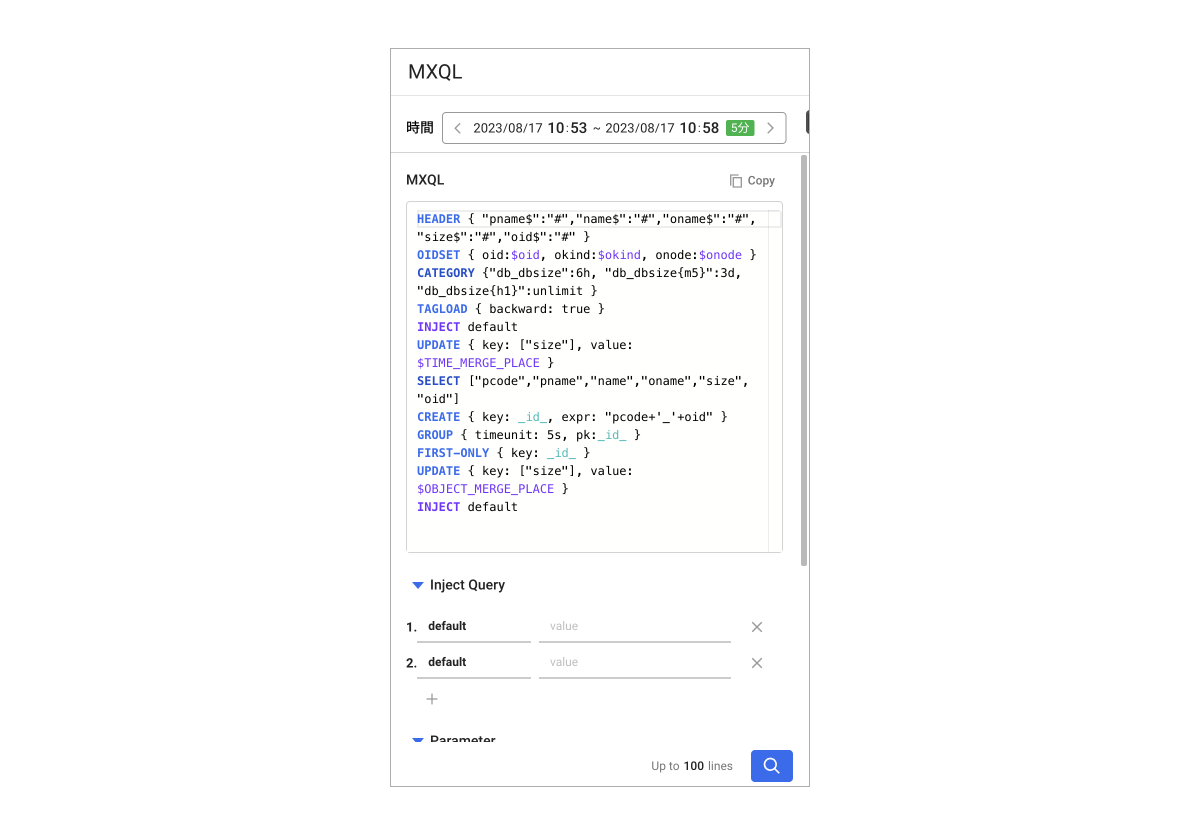 MXQL
時間 2023/08/17 10:53 ~ 2023/08/17 10:58 5分
MXQL Copy
HEADER { "pname$":"#","name$":"#","oname$":"#",
"size$":"#","oid$":"#" }
OIDSET { oid:$oid, okind:$okind, onode:$onode }
CATEGORY {"db_dbsize":6h, "db_dbsize{m5}":3d,
"db_dbsize{h1}":unlimit }
TAGLOAD { backward: true }
INJECT default
UPDATE { key: ["size"], value:
$TIME_MERGE_PLACE }
SELECT ["pcode","pname","name","oname","size",
"oid"]
CREATE { key: _id_, expr: "pcode+'_'+oid" }
GROUP { timeunit: 5s, pk:_id_ }
FIRST-ONLY { key: _id_ }
UPDATE { key: ["size"], value:
$OBJECT_MERGE_PLACE }
INJECT default
Inject Query
1. default value
2. default value
Parameter
Up to 100 lines